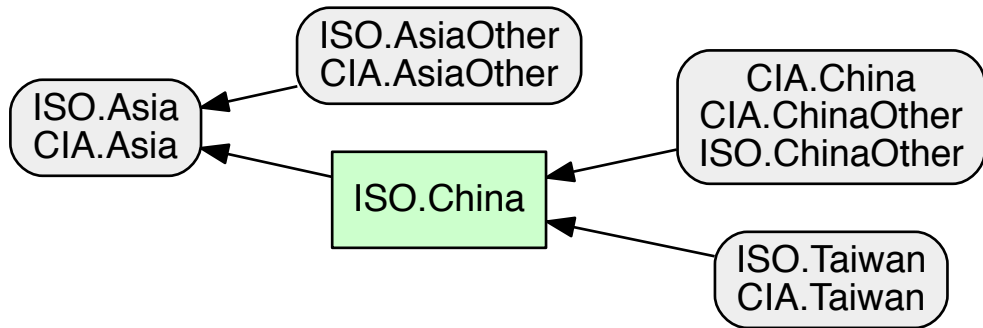 ISO.Asia
CIA.Asia
ISO.AsiaOther
CIA.AsiaOther
ISO.China
CIA.China
CIA.ChinaOther
ISO.ChinaOther
ISO.Taiwan
CIA.Taiwan